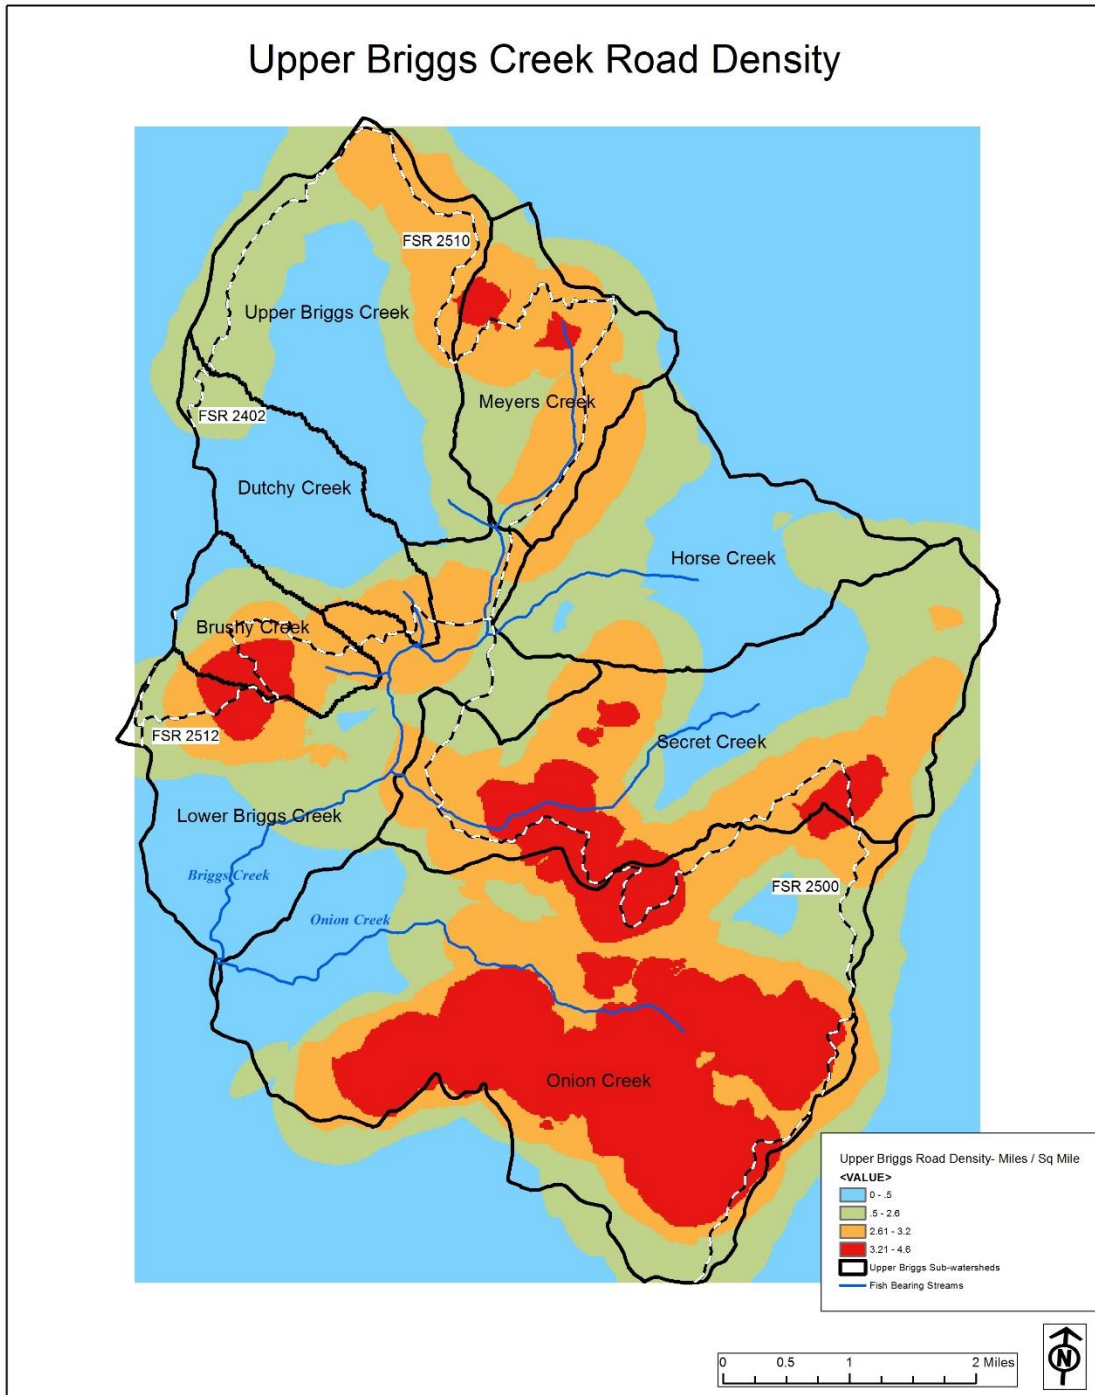 Upper Briggs Creek Road Density
FSR 2510
Upper Briggs Creek
Meyers Creek
FSR 2402
Dutchy Creek
Horse Creek
Brushy Creek
FSR 2512
Secret Creek
Lower Briggs Creek
Briggs Creek
FSR 2500
Onion Creek
Onion Creek
Upper Briggs Road Density- Miles / Sq Mile
<VALUE>
0 - .5
.5 - 2.6
2.61 - 3.2
3.21 - 4.6
Upper Briggs Sub-watersheds
Fish Bearing Streams
0 0.5 1 2 Miles
N